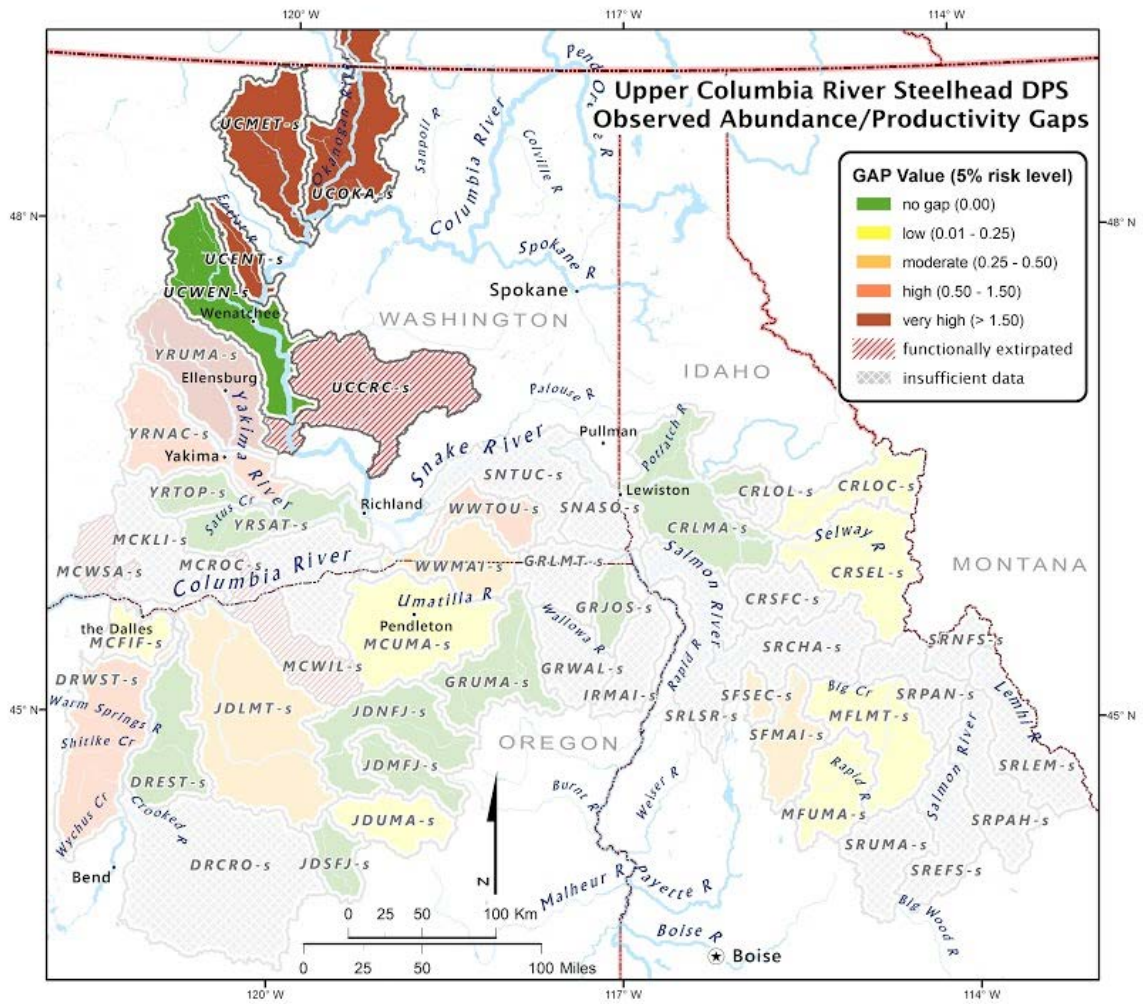 120° W
117° W
114° W
Upper Columbia River Steelhead DPS
Observed Abundance/Productivity Gaps
GAP Value (5% risk level)
no gap (0.00)
low (0.01 - 0.25)
moderate (0.25 - 0.50)
high (0.50 - 1.50)
very high (> 1.50)
functionally extirpated
insufficient data
Pend Ore R
UCMET-s
Okanogan River
UCOKA-s
Sanpoil R
Columbia River
Colville R
48° N
48° N
Entiat R
UCENT-s
UCWEN-s
Wenatchee
Spokane R
Spokane
WASHINGTON
IDAHO
YRUMA-s
Ellensburg
UCCRC-s
Palouse R
Yakima River
YRNAC-s
Yakima
Snake River
Pullman
Potlatch R
SNTUC-s
Lewiston
CRLOL-s
CRLOC-s
YRTOP-s
Satus Cr
YRSAT-s
Richland
WWTOU-s
SNASO-s
CRLMA-s
Selway R
MCKLI-s
MCWSA-s
MCROC-s
Columbia River
WWMAI-s
GRLMT-s
Salmon River
CRSEL-s
MONTANA
Umatilla R
Pendleton
MCUMA-s
Wallowa R
GRJOS-s
CRSFC-s
the Dalles
MCFIF-s
MCWIL-s
GRWAL-s
Rapid R
SRCHA-s
SRNFS-s
DRWST-s
Warm Springs R
Shitike Cr
JDLMT-s
JDNFJ-s
GRUMA-s
IRMAI-s
SFSEC-s
Big Cr
SRPAN-s
Lemhi R
45° N
45° N
SRLSR-s
SFMAI-s
MFLMT-s
OREGON
JDMFJ-s
Rapid R
Salmon River
SRLEM-s
DREST-s
Crooked R
Wychus Cr
JDUMA-s
Burnt R
Weiser R
MFUMA-s
SRPAH-s
SRUMA-s
DRCRO-s
JDSFJ-s
SREFS-s
Bend
N
Malheur R
Payette R
Big Wood R
0 25 50 100 Km
Boise R
Boise
0 25 50 100 Miles
120° W
117° W
114° W